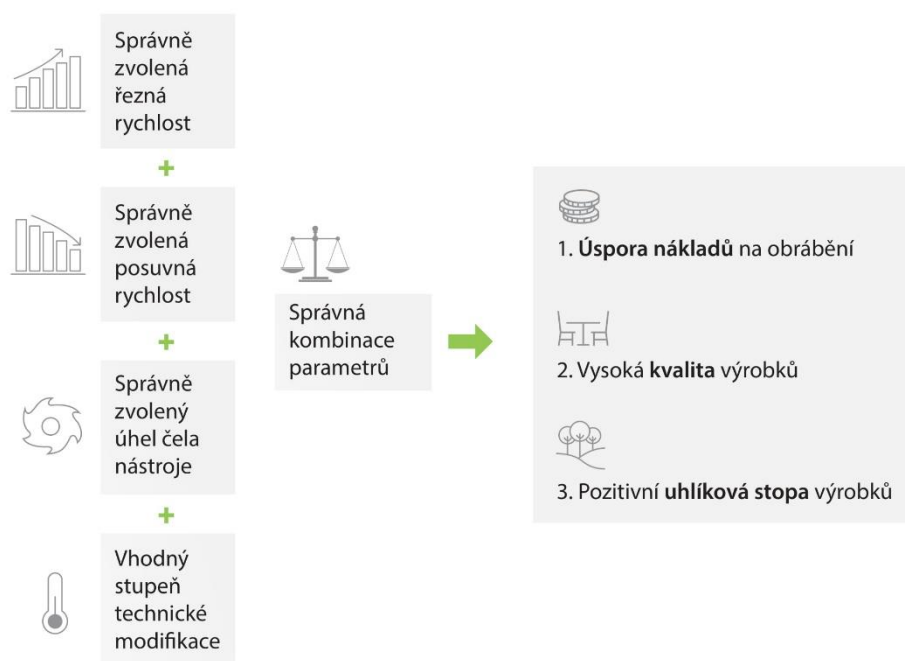 Správně
zvolená
řezná
rychlost
+
Správně
zvolená
posuvná
rychlost
+
Správně
zvolený
úhel čela
nástroje
+
Vhodný
stupeň
technické
modifikace
Správná
kombinace
parametrů
1. Úspora nákladů na obrábění
2. Vysoká kvalita výrobků
3. Pozitivní uhlíková stopa výrobků